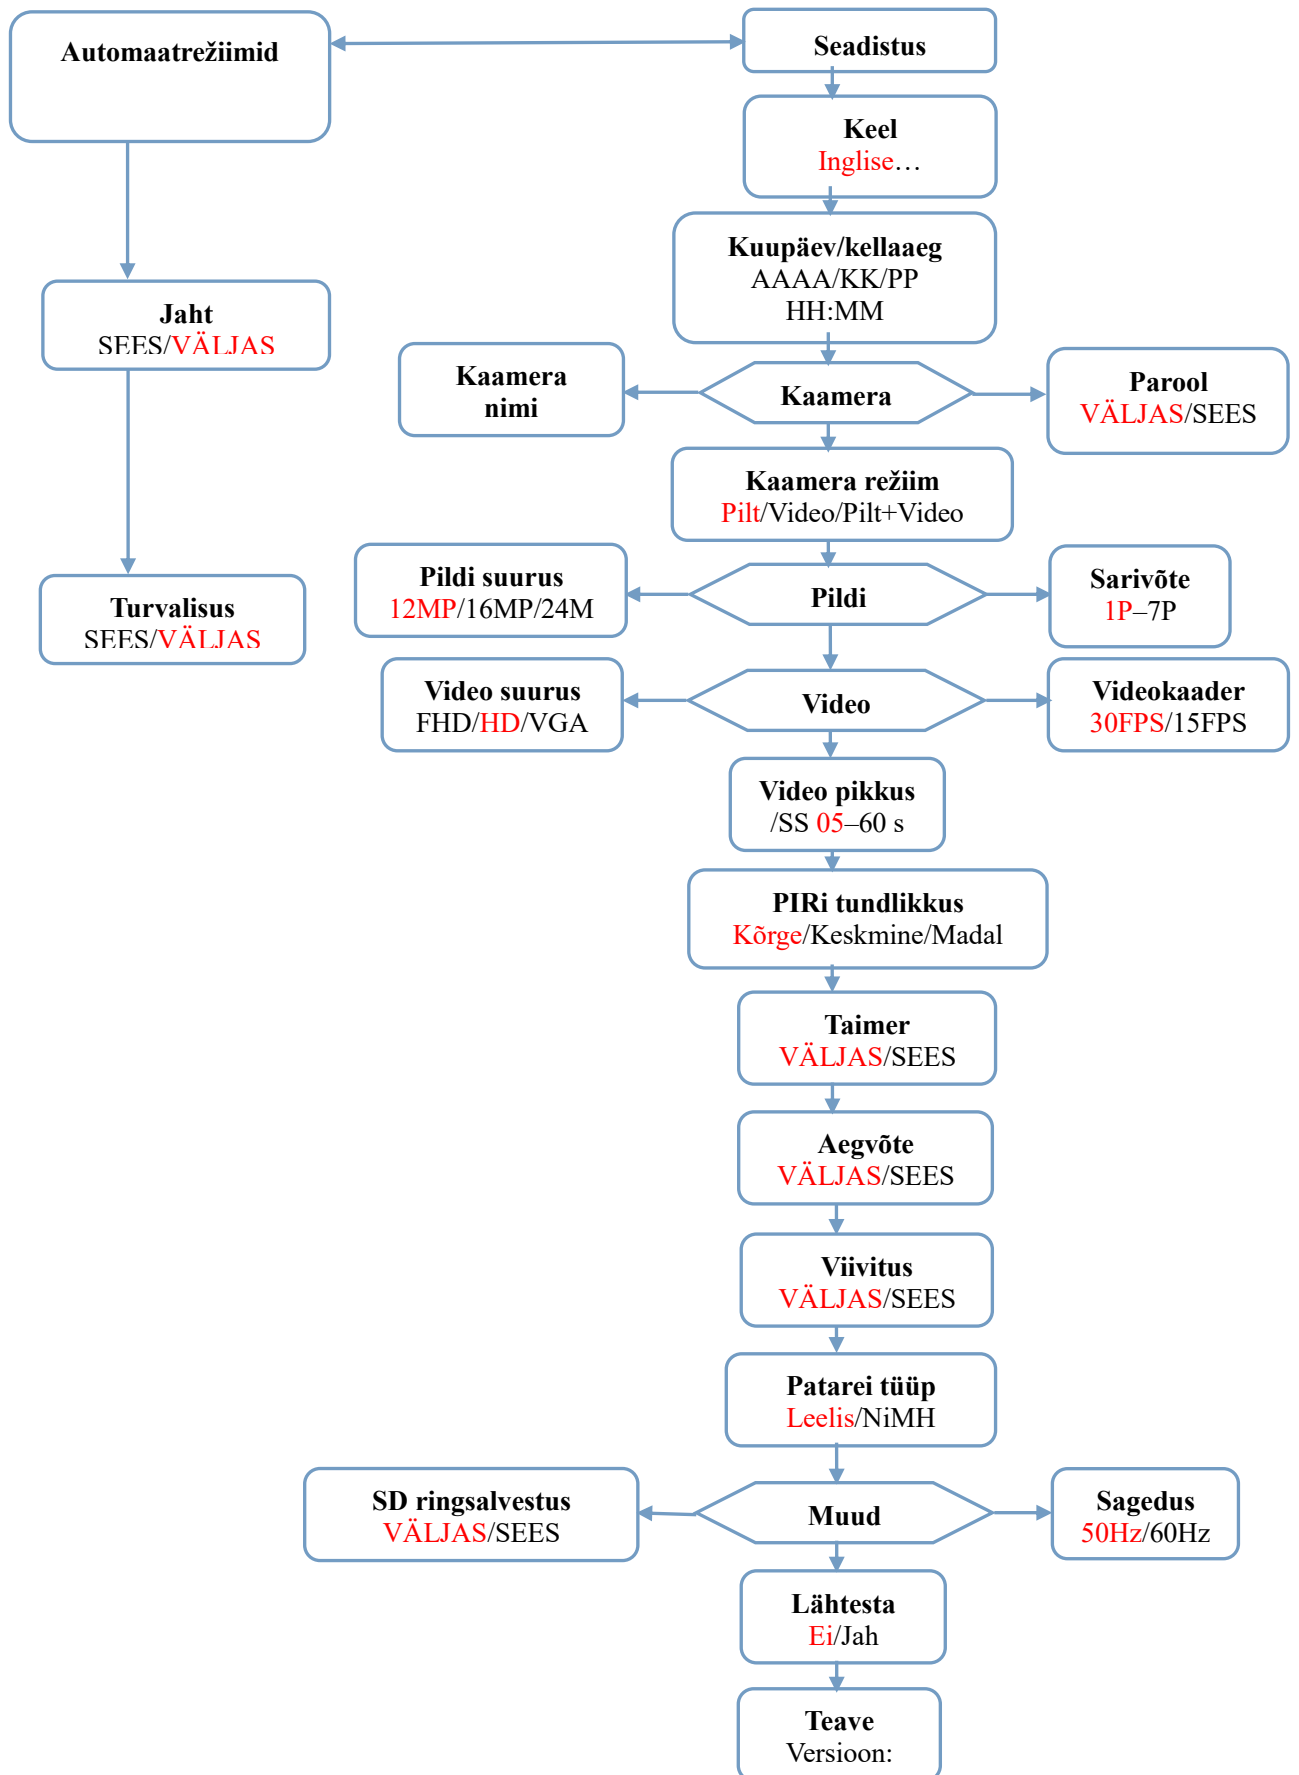 Automaatrežiimid
Seadistus
Keel
Inglise…
Kuupäev/kellaaeg
AAAA/KK/PP
HH:MM
Jaht
SEES/VÄLJAS
Kaamera
nimi
Kaamera
Parool
VÄLJAS/SEES
Kaamera režiim
Pilt/Video/Pilt+Video
Pildi suurus
12MP/16MP/24M
Pildi
Sarivõte
1P–7P
Turvalisus
SEES/VÄLJAS
Video suurus
FHD/HD/VGA
Video
Videokaader
30FPS/15FPS
Video pikkus
/SS 05–60 s
PIRi tundlikkus
Kõrge/Keskmine/Madal
Taimer
VÄLJAS/SEES
Aegvõte
VÄLJAS/SEES
Viivitus
VÄLJAS/SEES
Patarei tüüp
Leelis/NiMH
SD ringsalvestus
VÄLJAS/SEES
Muud
Sagedus
50Hz/60Hz
Lähtesta
Ei/Jah
Teave
Versioon: